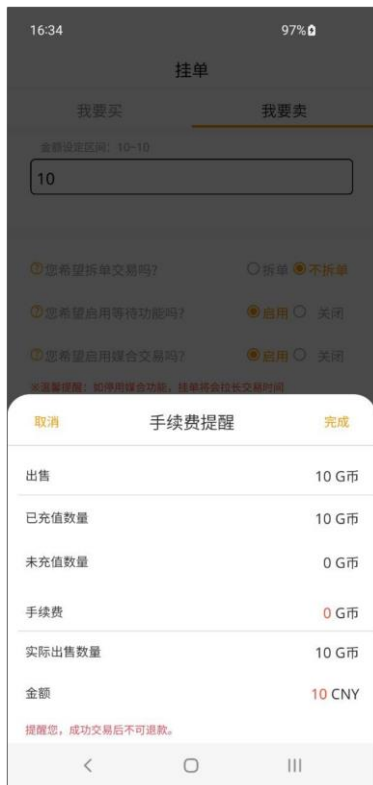 16:34 97%
挂单
我要买 我要卖
金额设定区间：10~10
10
?您希望拆单交易吗? 拆单 不拆单
?您希望启用等待功能吗? 启用 关闭
?您希望启用媒合交易吗? 启用 关闭
※温馨提醒：如停用媒合功能，挂单将会拉长交易时间
取消 手续费提醒 完成
出售 10 G币
已充值数量 10 G币
未充值数量 0 G币
手续费 0 G币
实际出售数量 10 G币
金额 10 CNY
提醒您，成功交易后不可退款。